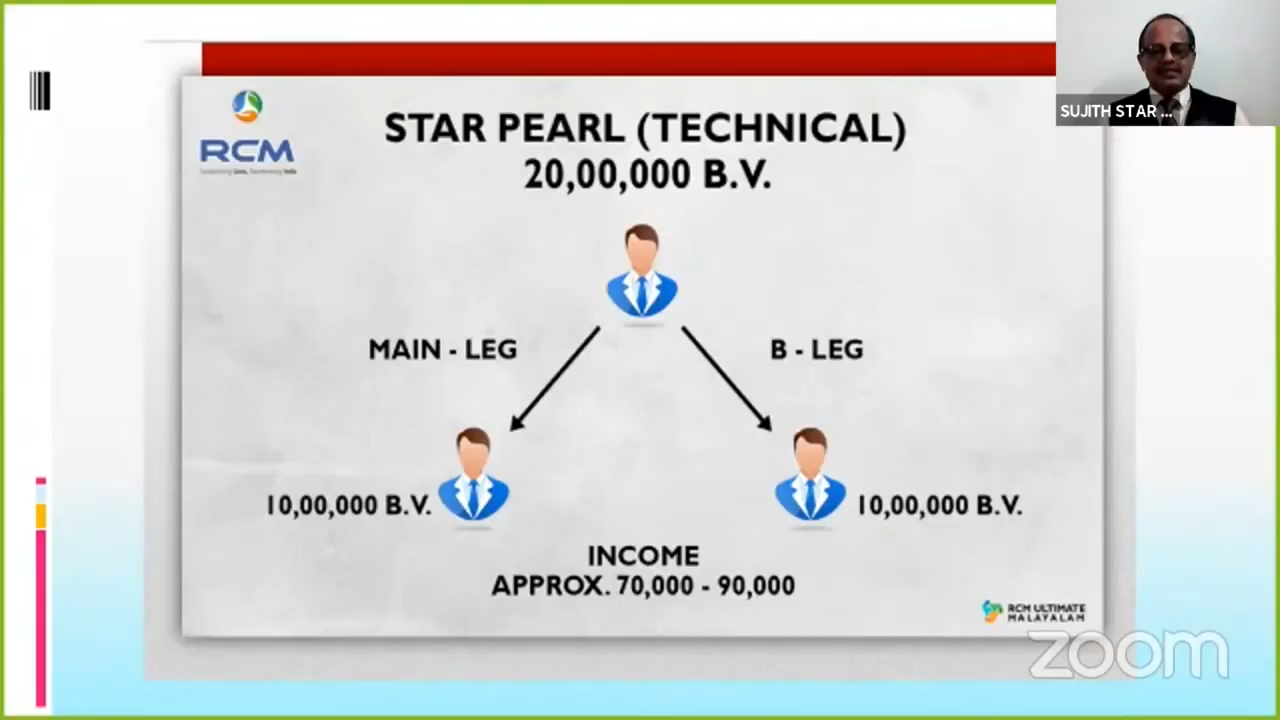 SUJITH STAR ...
RCM
STAR PEARL (TECHNICAL)
20,00,000 B.V.
MAIN - LEG
B - LEG
10,00,000 B.V.
10,00,000 B.V.
INCOME
APPROX. 70,000 - 90,000
RCM ULTIMATE
MALAYALAM
zoom